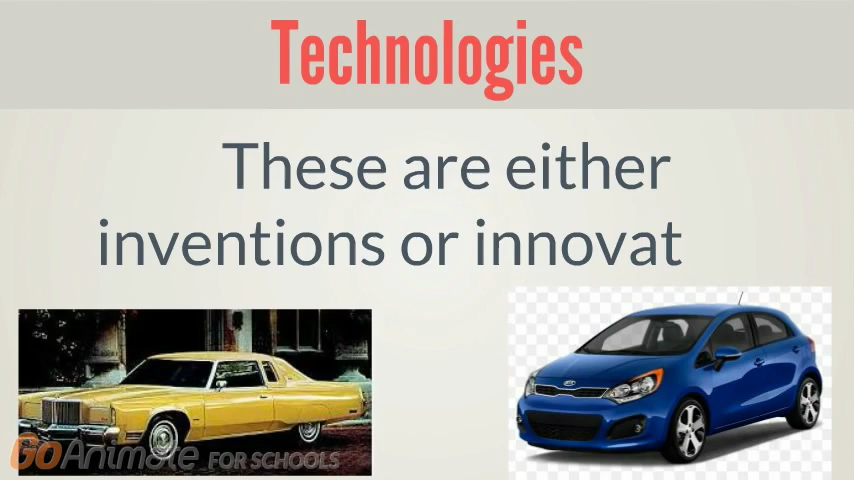 Technologies
These are either
inventions or innovat
GoAnimate FOR SCHOOLS